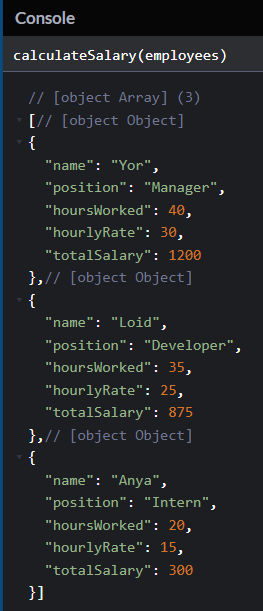 Console
calculateSalary(employees)
// [object Array] (3)
[// [object Object]
{
"name": "Yor",
"position": "Manager",
"hoursWorked": 40,
"hourlyRate": 30,
"totalSalary": 1200
},// [object Object]
{
"name": "Loid",
"position": "Developer",
"hoursWorked": 35,
"hourlyRate": 25,
"totalSalary": 875
},// [object Object]
{
"name": "Anya",
"position": "Intern",
"hoursWorked": 20,
"hourlyRate": 15,
"totalSalary": 300
}]